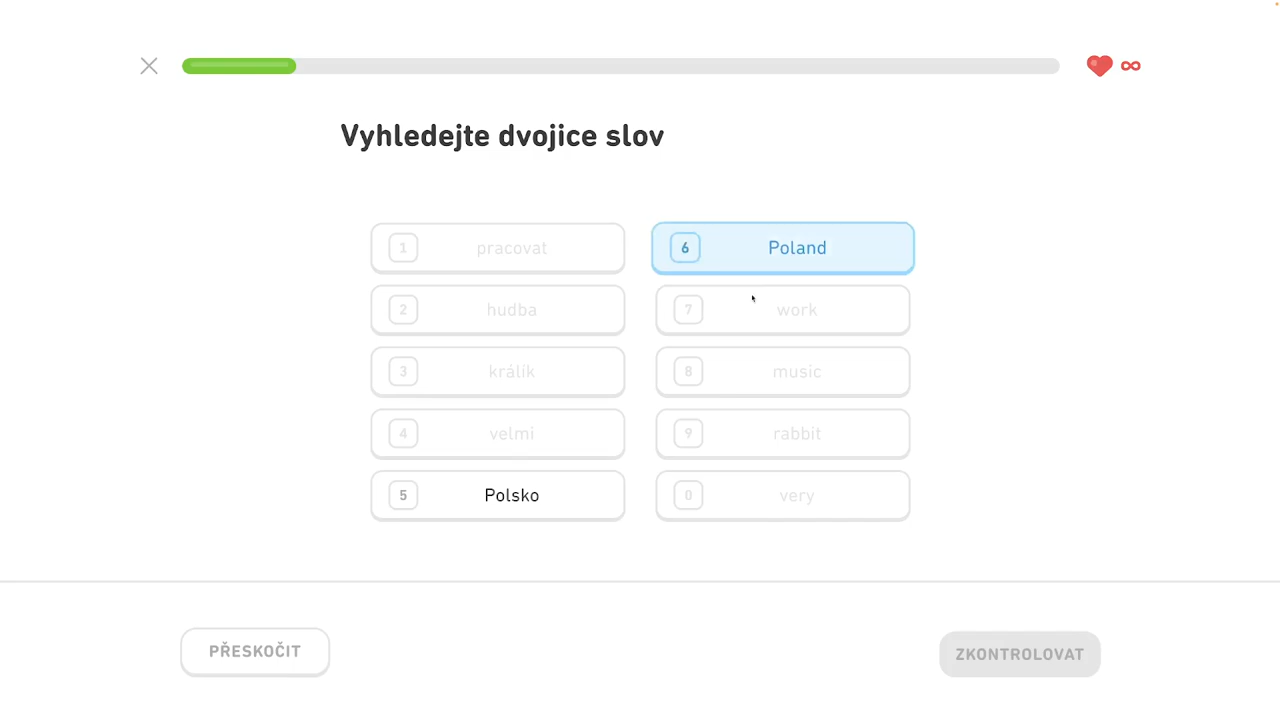 ∞
Vyhledejte dvojice slov
1 pracovat
6 Poland
2 hudba
7 work
3 králík
8 music
4 velmi
9 rabbit
5 Polsko
0 very
PŘESKOČIT
ZKONTROLOVAT